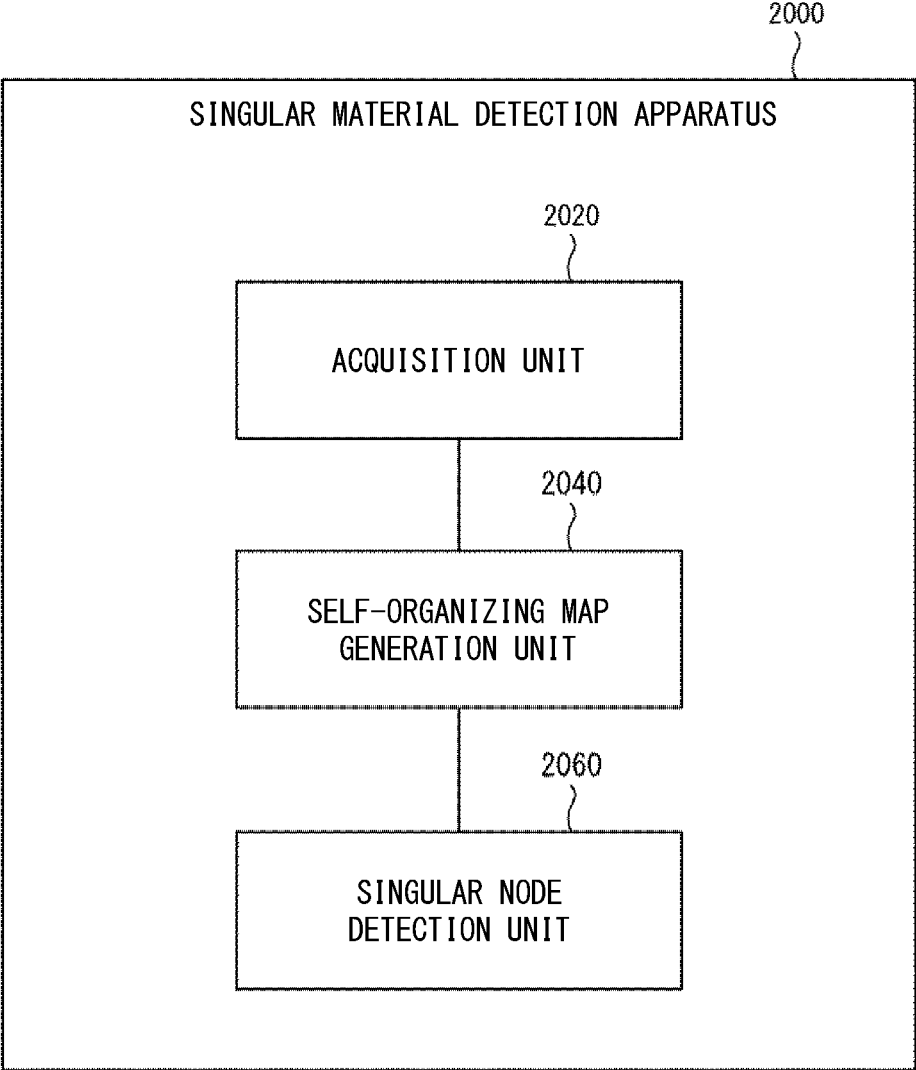 2000
SINGULAR MATERIAL DETECTION APPARATUS
2020
ACQUISITION UNIT
2040
SELF-ORGANIZING MAP
GENERATION UNIT
2060
SINGULAR NODE
DETECTION UNIT